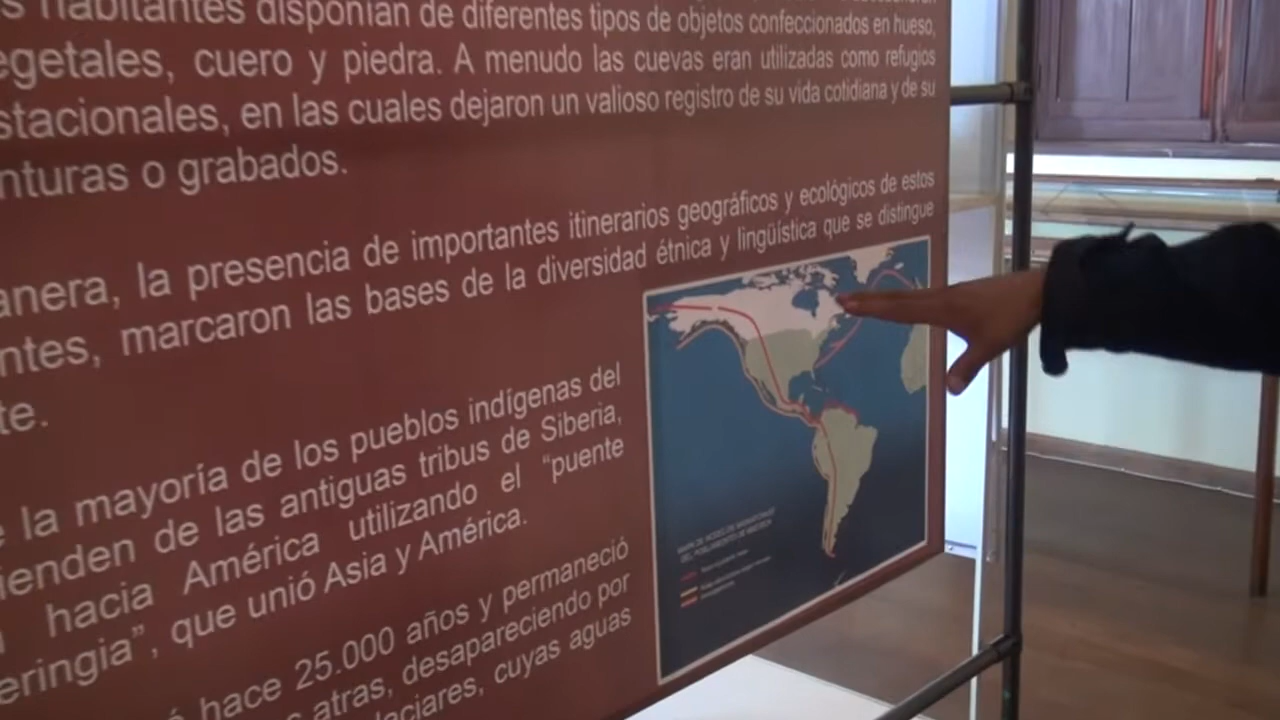 habitantes disponían de diferentes tipos de objetos confeccionados en hueso,
egetales, cuero y piedra. A menudo las cuevas eran utilizadas como refugios
stacionales, en las cuales dejaron un valioso registro de su vida cotidiana y de su
nturas o grabados.
anera, la presencia de importantes itinerarios geográficos y ecológicos de estos
ntes, marcaron las bases de la diversidad étnica y lingüística que se distingue
te.
la mayoría de los pueblos indígenas del
ienden de las antiguas tribus de Siberia,
hacia América utilizando el “puente
eringia”, que unió Asia y América.
hace 25.000 años y permaneció
atras, desapareciendo por
laciares, cuyas aguas